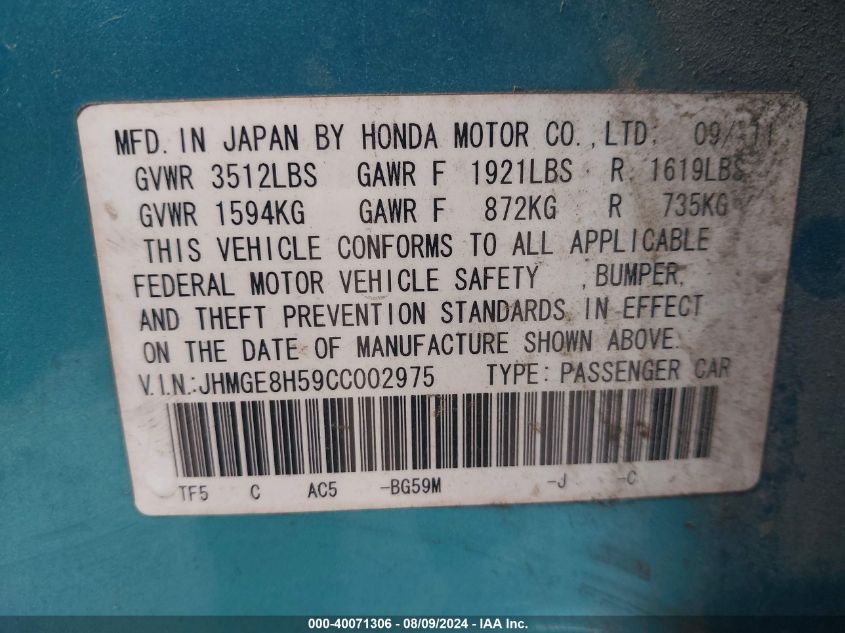 MFD. IN JAPAN BY HONDA MOTOR CO., LTD. 09/11
GVWR 3512LBS GAWR F 1921LBS R 1619LBS
GVWR 1594KG GAWR F 872KG R 735KG
THIS VEHICLE CONFORMS TO ALL APPLICABLE
FEDERAL MOTOR VEHICLE SAFETY , BUMPER,
AND THEFT PREVENTION STANDARDS IN EFFECT
ON THE DATE OF MANUFACTURE SHOWN ABOVE.
V.I.N.: JHMGE8H59CC002975 TYPE: PASSENGER CAR
TF5 C AC5 -BG59M -J -C
000-40071306 - 08/09/2024 - IAA Inc.